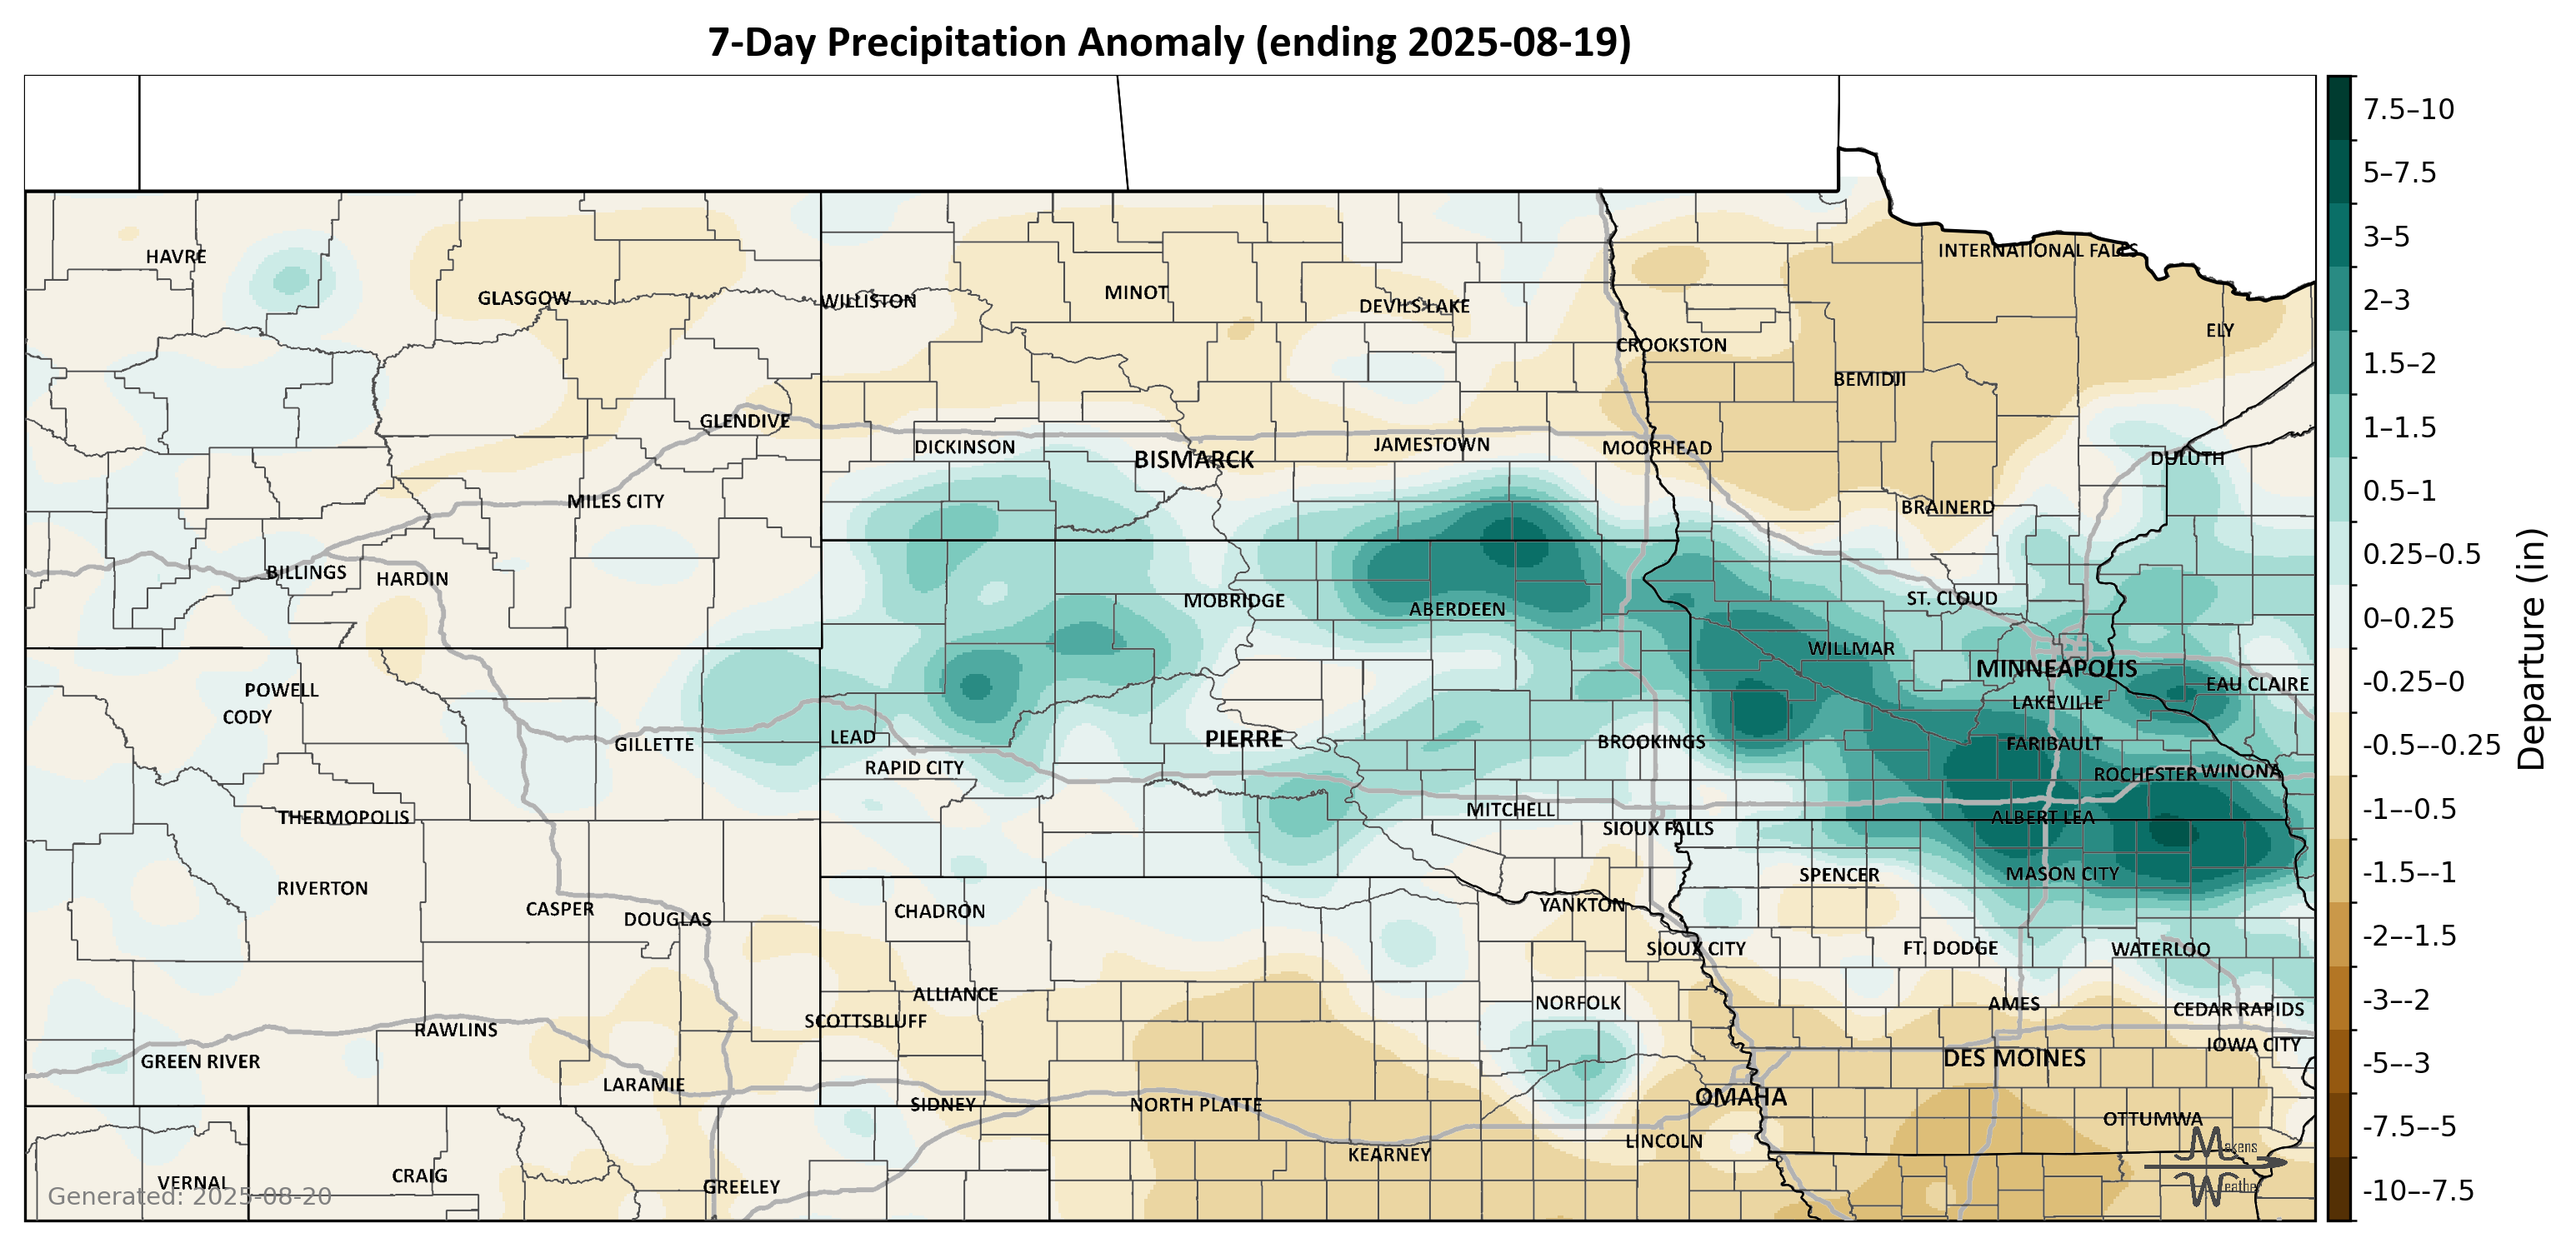 7-Day Precipitation Anomaly (ending 2025-08-19)
7.5–10
5–7.5
3–5
2–3
1.5–2
1–1.5
0.5–1
0.25–0.5
0–0.25
-0.25–0
-0.5–-0.25
-1–-0.5
-1.5–-1
-2–-1.5
-3–-2
-5–-3
-7.5–-5
-10–-7.5
Departure (in)
HAVRE
INTERNATIONAL FALLS
GLASGOW
WILLISTON
MINOT
DEVILS LAKE
ELY
CROOKSTON
BEMIDJI
GLENDIVE
DICKINSON
BISMARCK
JAMESTOWN
MOORHEAD
DULUTH
MILES CITY
BRAINERD
BILLINGS
HARDIN
MOBRIDGE
ABERDEEN
ST. CLOUD
WILLMAR
MINNEAPOLIS
POWELL
CODY
EAU CLAIRE
LAKEVILLE
GILLETTE
LEAD
PIERRE
BROOKINGS
FARIBAULT
RAPID CITY
ROCHESTER
WINONA
THERMOPOLIS
MITCHELL
ALBERT LEA
SIOUX FALLS
RIVERTON
SPENCER
MASON CITY
CASPER
DOUGLAS
CHADRON
YANKTON
SIOUX CITY
FT. DODGE
WATERLOO
ALLIANCE
NORFOLK
AMES
CEDAR RAPIDS
SCOTTSBLUFF
RAWLINS
GREEN RIVER
IOWA CITY
DES MOINES
LARAMIE
SIDNEY
NORTH PLATTE
OMAHA
OTTUMWA
LINCOLN
KEARNEY
VERNAL
CRAIG
GREELEY
Makens
Weather
Generated: 2025-08-20